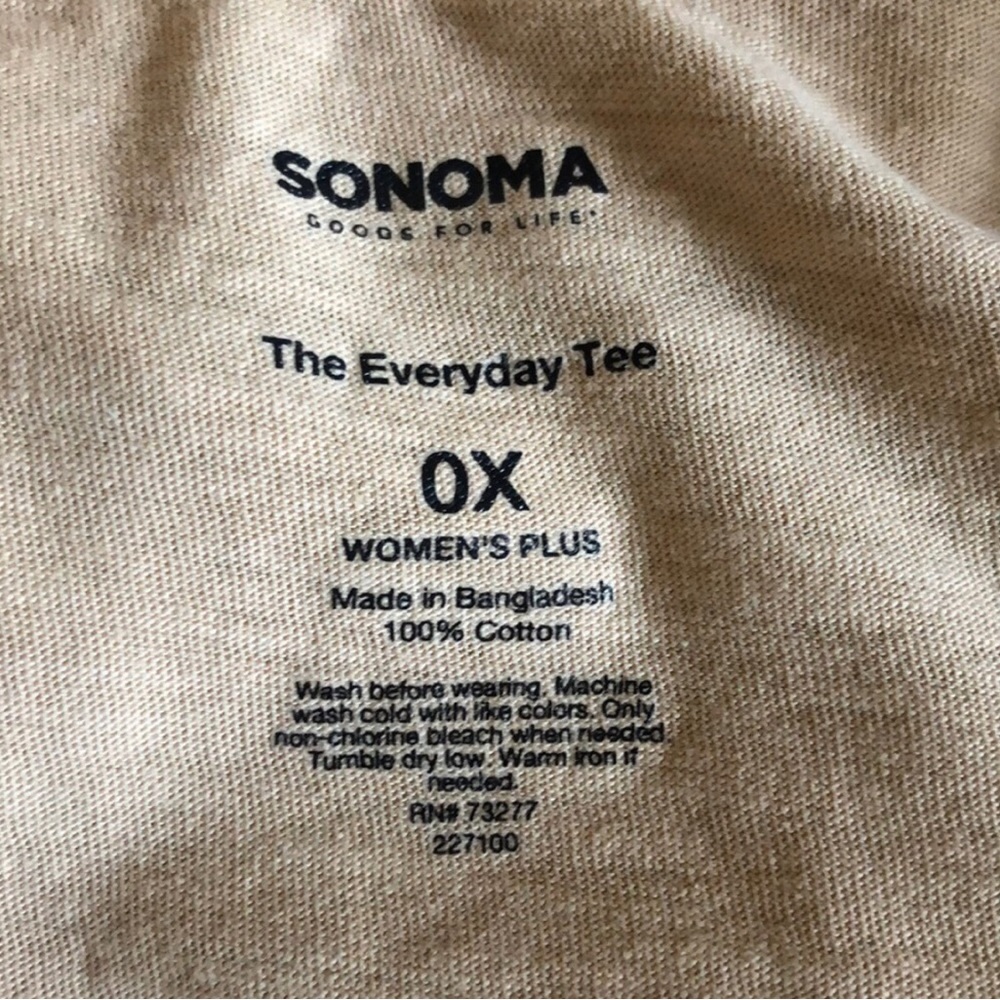 SONOMA
GOODS FOR LIFE
The Everyday Tee
0X
WOMEN'S PLUS
Made in Bangladesh
100% Cotton
Wash before wearing. Machine
wash cold with like colors. Only
non-chlorine bleach when needed.
Tumble dry low. Warm iron if
needed.
RN# 73277
227100